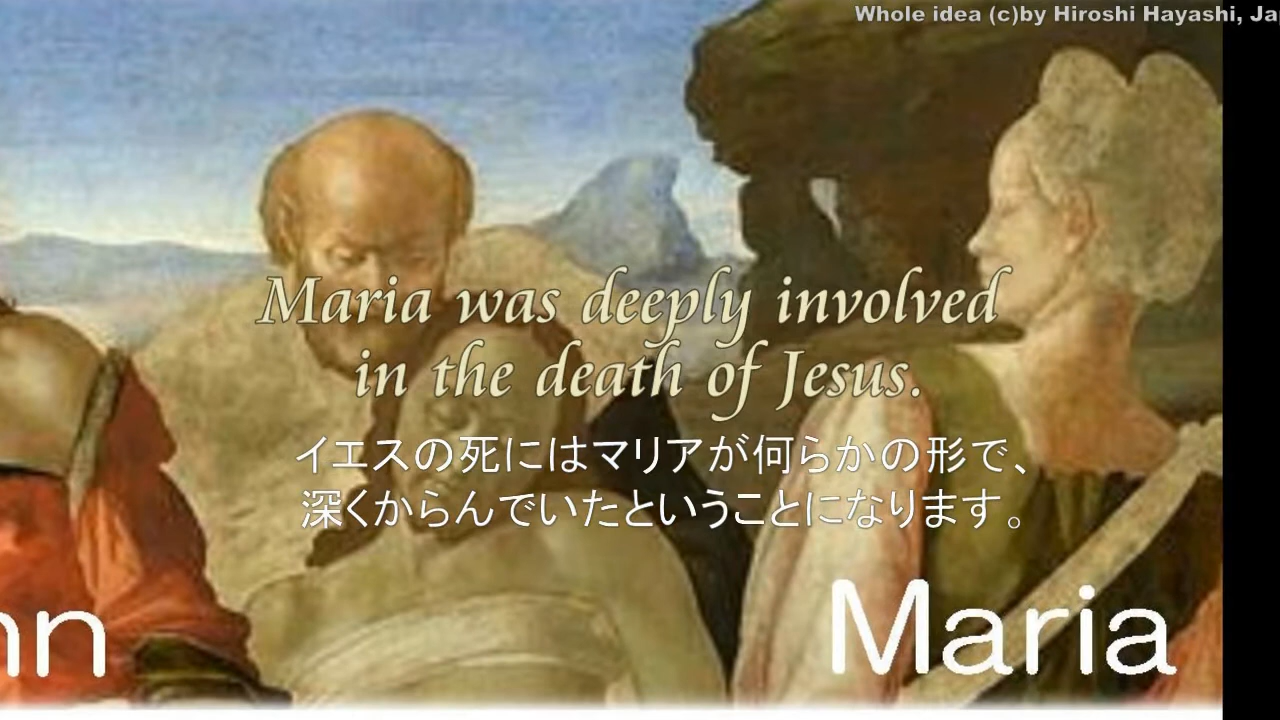 Whole idea (c)by Hiroshi Hayashi, Ja
Maria was deeply involved
in the death of Jesus.
イエスの死にはマリアが何らかの形で、
深くからんでいたということになります。
nn Maria